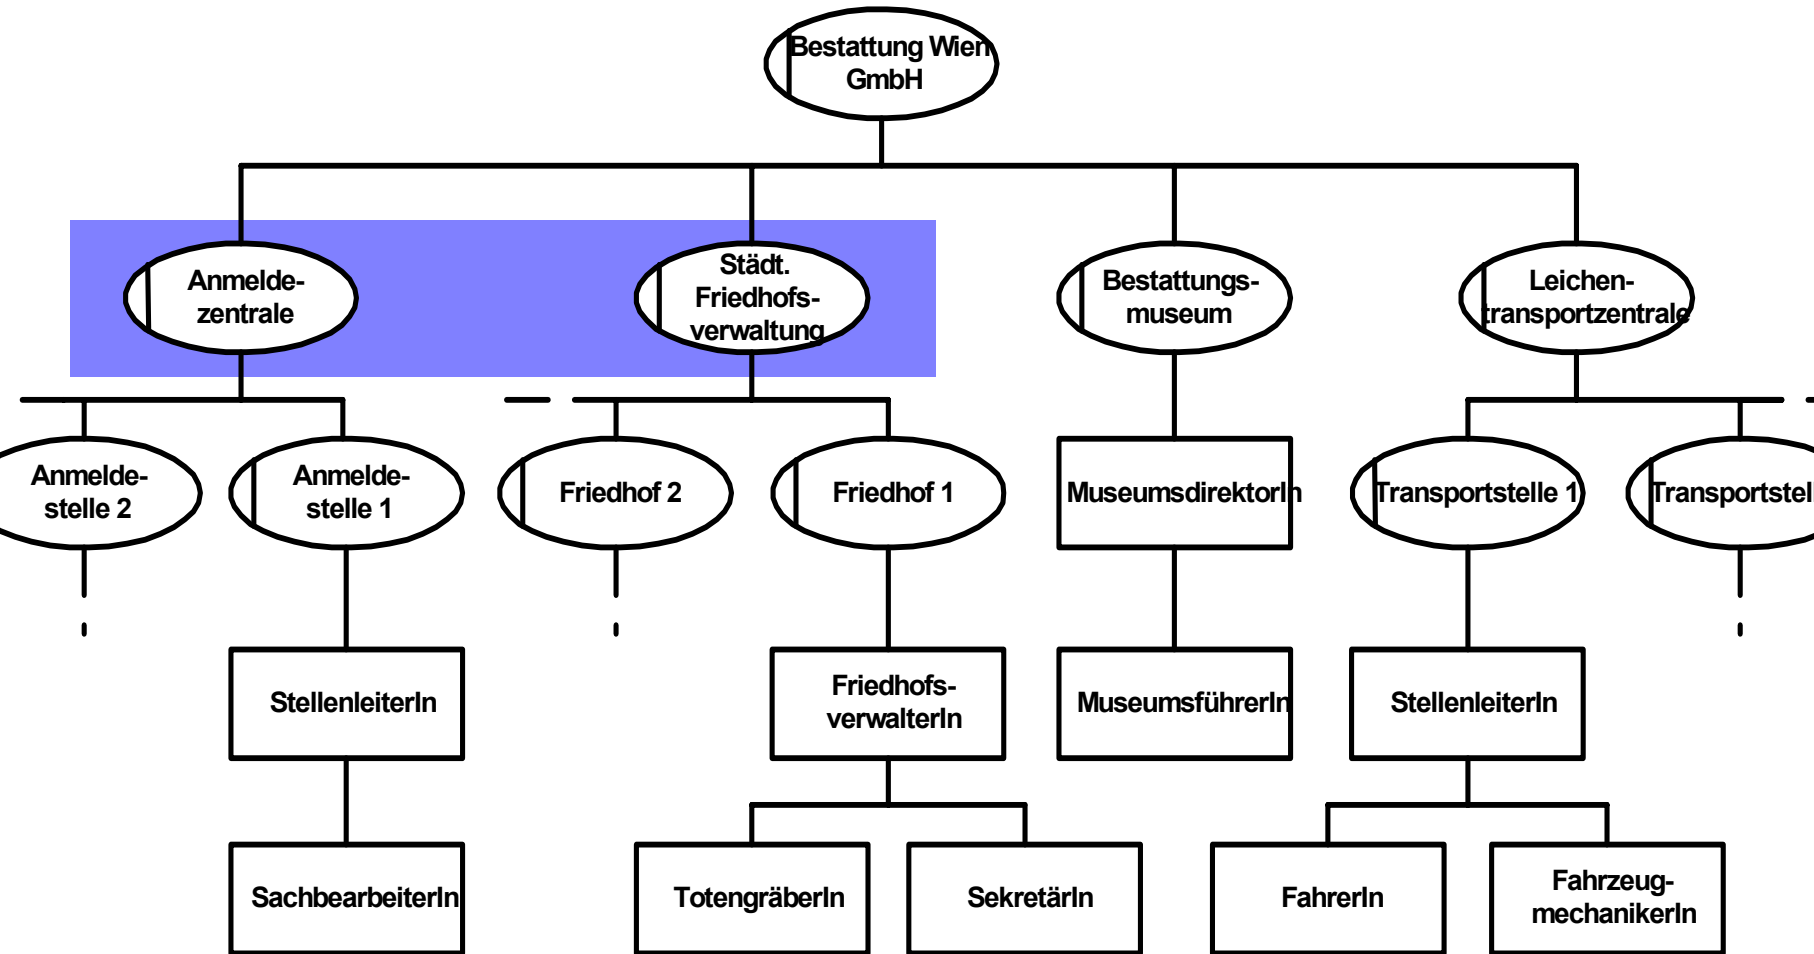 Bestattung Wien
GmbH
Anmelde-
zentrale
Städt.
Friedhofs-
verwaltung
Bestattungs-
museum
Leichen-
transportzentrale
Anmelde-
stelle 2
Anmelde-
stelle 1
Friedhof 2
Friedhof 1
MuseumsdirektorIn
Transportstelle 1
StellenleiterIn
Friedhofs-
verwalterIn
MuseumsführerIn
StellenleiterIn
SachbearbeiterIn
TotengräberIn
SekretärIn
FahrerIn
Fahrzeug-
mechanikerIn